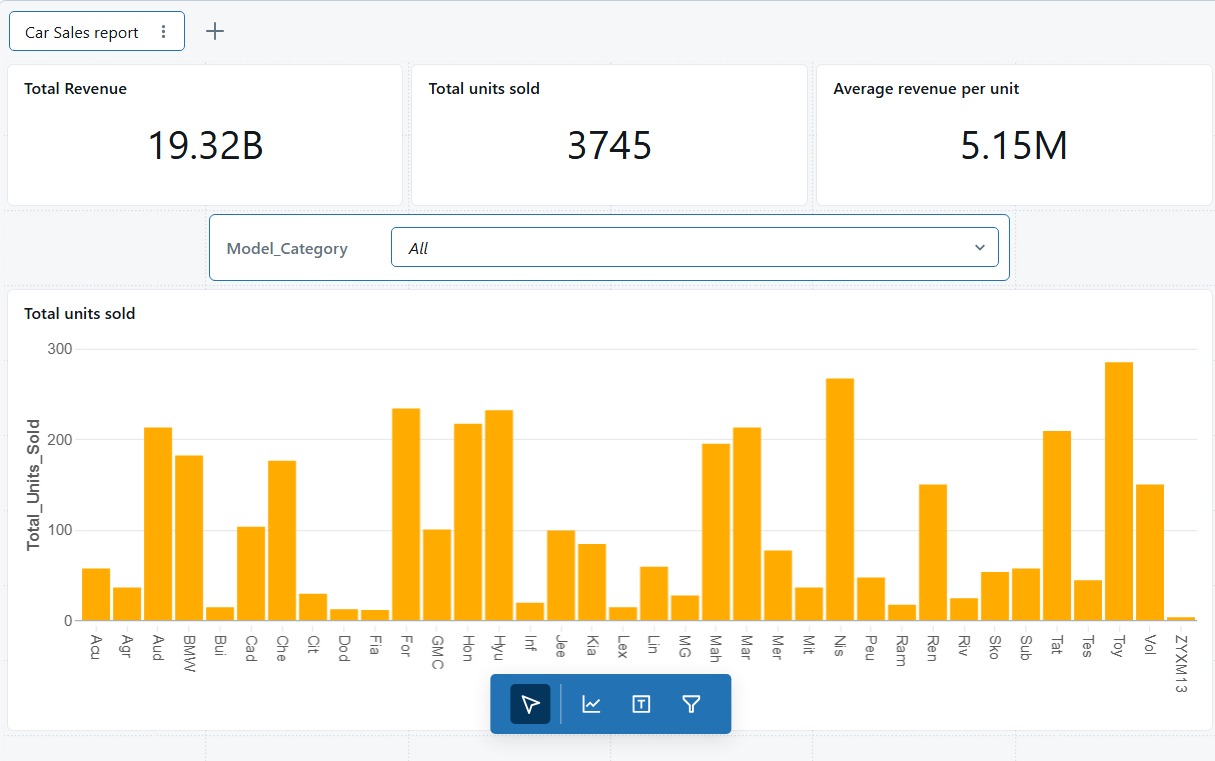 Car Sales report
Total Revenue
19.32B
Total units sold
3745
Average revenue per unit
5.15M
Model_Category
All
Total units sold
Total_Units_Sold
300
200
100
0
Acu Agr Aud BMW Bui Cad Che Cit Dod Fia For GMC Hon Hyu Inf Jee Kia Lex Lin MG Mah Mar Mer Mit Nis Peu Ram Ren Riv Sko Sub Tat Tes Toy Vol ZYXM13
T